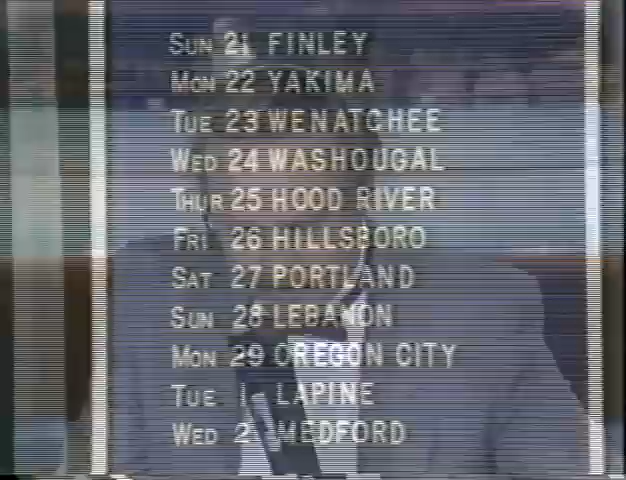 SUN 21 FINLEY
MON 22 YAKIMA
TUE 23 WENATCHEE
WED 24 WASHOUGAL
THUR 25 HOOD RIVER
FRI 26 HILLSBORO
SAT 27 PORTLAND
SUN 28 LEBANON
MON 29 OREGON CITY
TUE 1 LAPINE
WED 2 MEDFORD